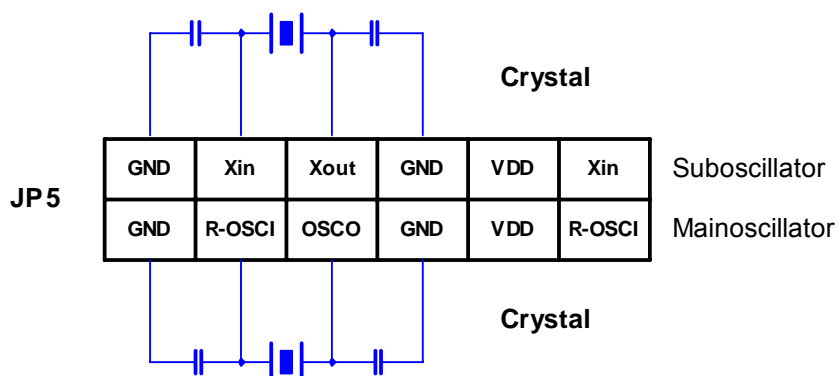 Crystal
GND Xin Xout GND VDD Xin Suboscillator
JP5
GND R-OSCI OSCO GND VDD R-OSCI Mainoscillator
Crystal